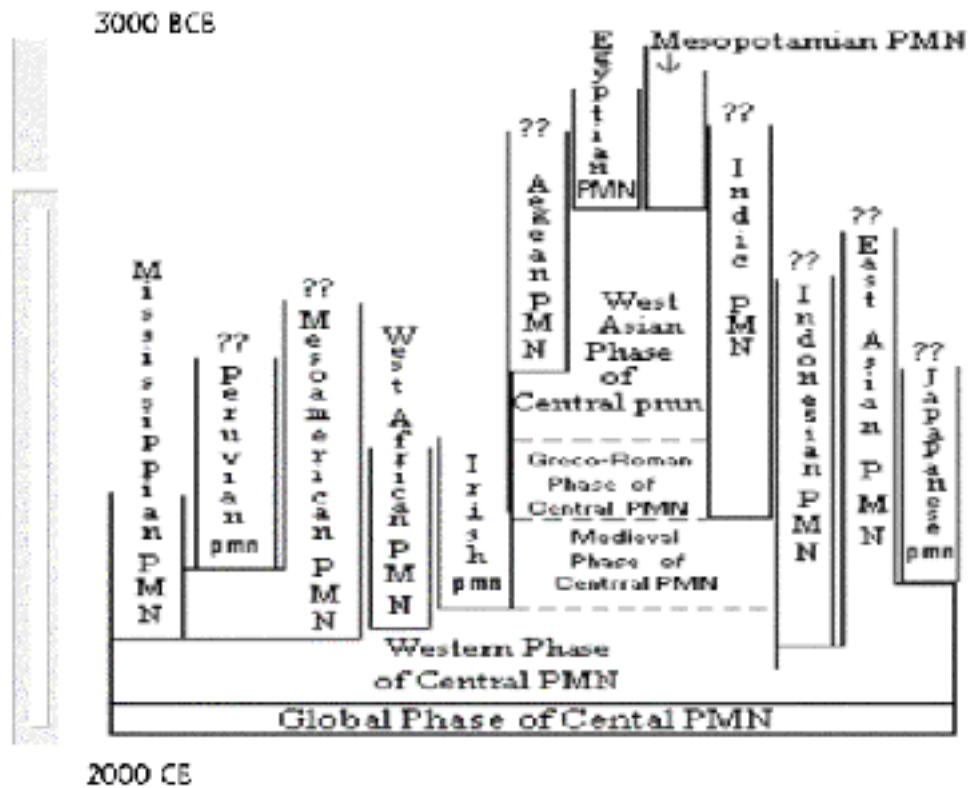 3000 BCE
Mesopotamian PMN
Egyptian PMN
??
Aegean PMN
??
Indic PMN
??
East Asian PMN
??
Indonesian PMN
??
Japanese pmn
Mississippian PMN
??
Peruvian pmn
??
Mesoamerican PMN
West African PMN
Irish pmn
West
Asian
Phase
of
Central pmn
Greco-Roman
Phase of
Central PMN
Medieval
Phase of
Central PMN
Western Phase
of Central PMN
Global Phase of Cental PMN
2000 CE